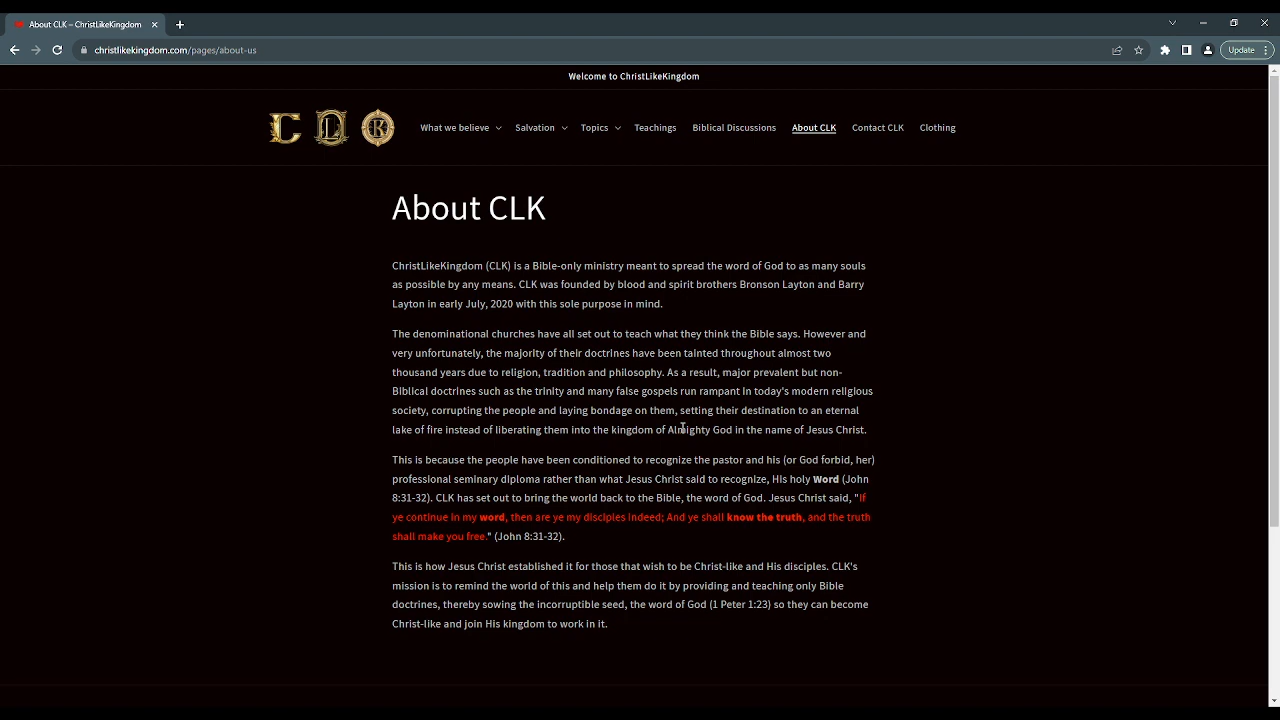 About CLK – ChristLikeKingdom
christlikekingdom.com/pages/about-us
Update
Welcome to ChristLikeKingdom
C L K
What we believe
Salvation
Topics
Teachings
Biblical Discussions
About CLK
Contact CLK
Clothing
About CLK
ChristLikeKingdom (CLK) is a Bible-only ministry meant to spread the word of God to as many souls
as possible by any means. CLK was founded by blood and spirit brothers Bronson Layton and Barry
Layton in early July, 2020 with this sole purpose in mind.
The denominational churches have all set out to teach what they think the Bible says. However and
very unfortunately, the majority of their doctrines have been tainted throughout almost two
thousand years due to religion, tradition and philosophy. As a result, major prevalent but non-
Biblical doctrines such as the trinity and many false gospels run rampant in today's modern religious
society, corrupting the people and laying bondage on them, setting their destination to an eternal
lake of fire instead of liberating them into the kingdom of Almighty God in the name of Jesus Christ.
This is because the people have been conditioned to recognize the pastor and his (or God forbid, her)
professional seminary diploma rather than what Jesus Christ said to recognize, His holy Word (John
8:31-32). CLK has set out to bring the world back to the Bible, the word of God. Jesus Christ said, "If
ye continue in my word, then are ye my disciples indeed; And ye shall know the truth, and the truth
shall make you free." (John 8:31-32).
This is how Jesus Christ established it for those that wish to be Christ-like and His disciples. CLK's
mission is to remind the world of this and help them do it by providing and teaching only Bible
doctrines, thereby sowing the incorruptible seed, the word of God (1 Peter 1:23) so they can become
Christ-like and join His kingdom to work in it.